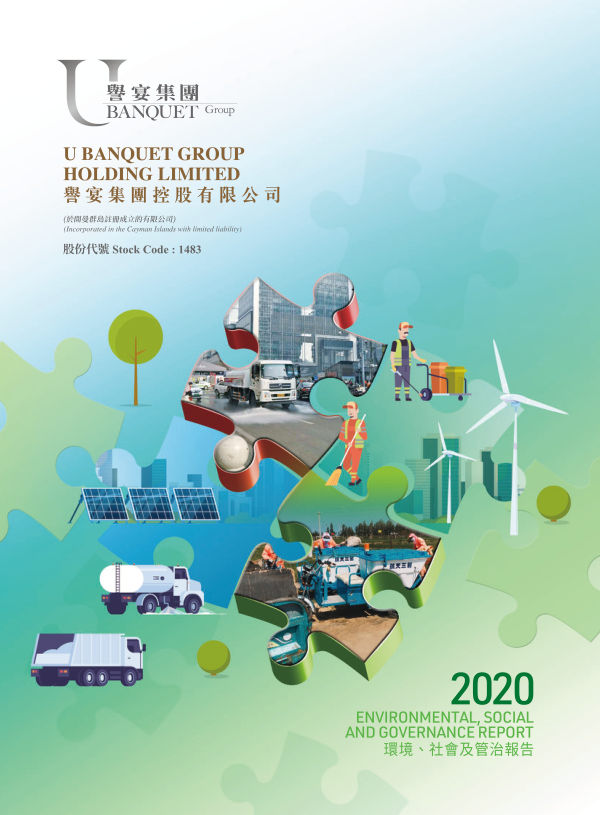 U
譽宴集團
BANQUET Group
U BANQUET GROUP
HOLDING LIMITED
譽宴集團控股有限公司
(於開曼群島註冊成立的有限公司)
(Incorporated in the Cayman Islands with limited liability)
股份代號 Stock Code : 1483
2020
ENVIRONMENTAL, SOCIAL
AND GOVERNANCE REPORT
環境、社會及管治報告